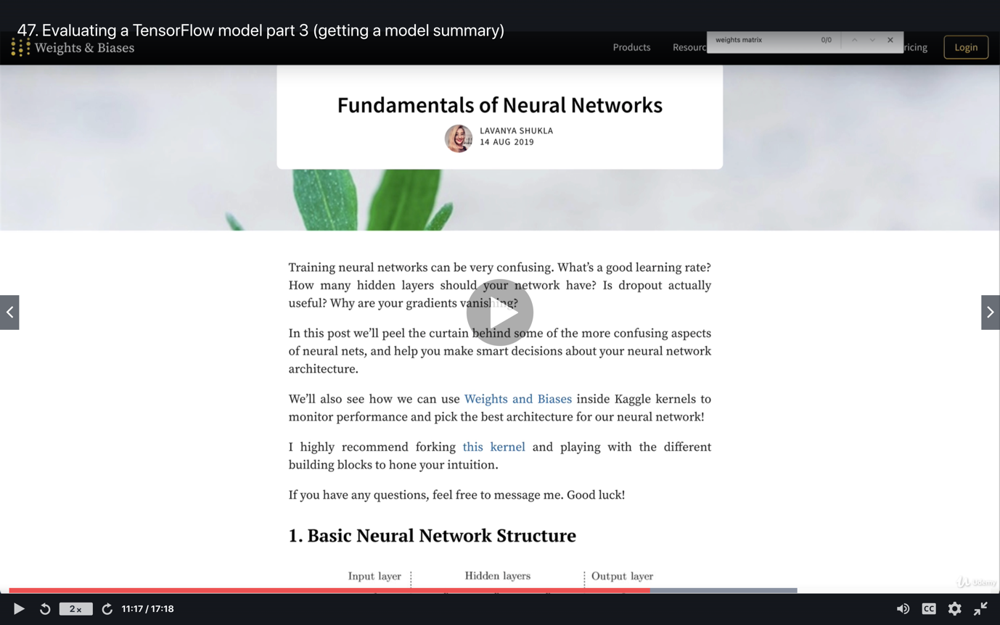 47. Evaluating a TensorFlow model part 3 (getting a model summary)
Weights & Biases
Products
Resourc
weights matrix
0/0
ricing
Login
Fundamentals of Neural Networks
LAVANYA SHUKLA
14 AUG 2019
Training neural networks can be very confusing. What's a good learning rate?
How many hidden layers should your network have? Is dropout actually
useful? Why are your gradients vanishing?
In this post we'll peel the curtain behind some of the more confusing aspects
of neural nets, and help you make smart decisions about your neural network
architecture.
We'll also see how we can use Weights and Biases inside Kaggle kernels to
monitor performance and pick the best architecture for our neural network!
I highly recommend forking this kernel and playing with the different
building blocks to hone your intuition.
If you have any questions, feel free to message me. Good luck!
1. Basic Neural Network Structure
Input layer
Hidden layers
Output layer
Udemy
2x
11:17 / 17:18
CC